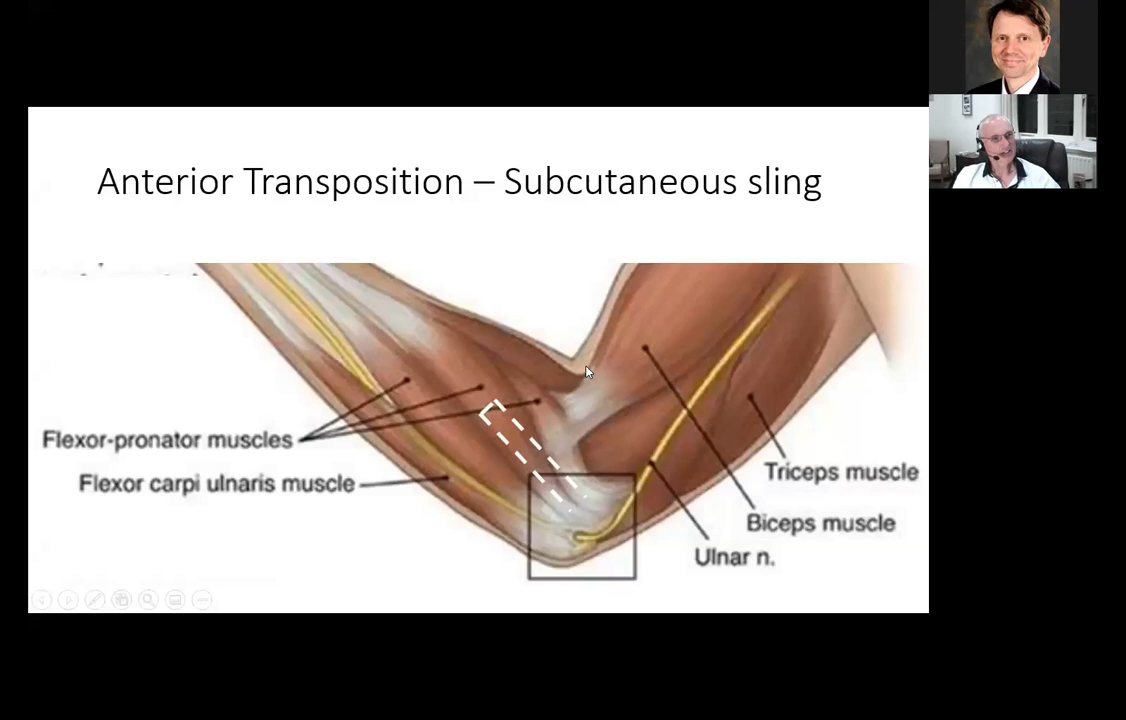 Anterior Transposition – Subcutaneous sling
Flexor-pronator muscles
Flexor carpi ulnaris muscle
Triceps muscle
Biceps muscle
Ulnar n.